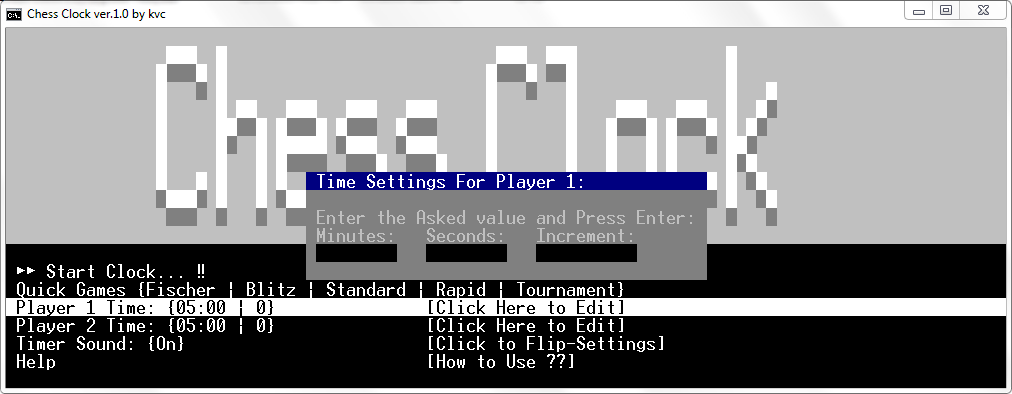 Chess Clock ver.1.0 by kvc
Chess Clock
Time Settings For Player 1:
Enter the Asked value and Press Enter:
Minutes: Seconds: Increment:
►► Start Clock... ‼
Quick Games {Fischer ¦ Blitz ¦ Standard ¦ Rapid ¦ Tournament}
Player 1 Time: {05:00 ¦ 0} [Click Here to Edit]
Player 2 Time: {05:00 ¦ 0} [Click Here to Edit]
Timer Sound: {On} [Click to Flip-Settings]
Help [How to Use ??]